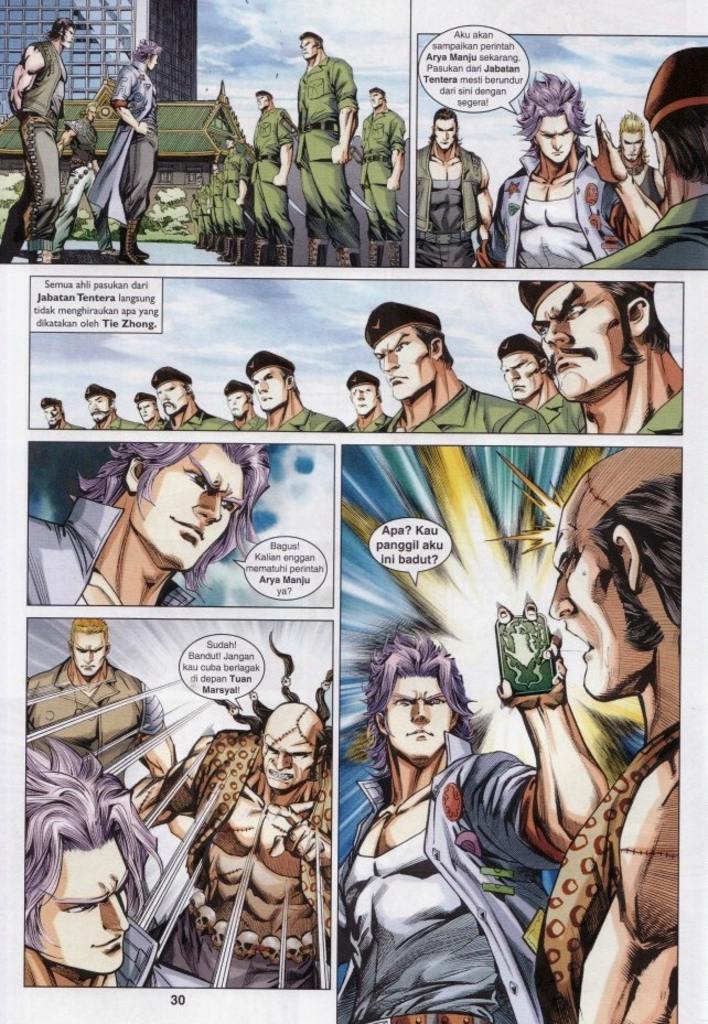 Aku akan
sampaikan perintah
Arya Manju sekarang.
Pasukan dari Jabatan
Tentera mesti berundur
dari sini dengan
segera!
Semua ahli pasukan dari
Jabatan Tentera langsung
tidak menghiraukan apa yang
dikatakan oleh Tie Zhong.
Bagus!
Kalian enggan
mematuhi perintah
Arya Manju
ya?
Sudah!
Bandut! Jangan
kau cuba berlagak
di depan Tuan
Marsyal!
Apa? Kau
panggil aku
ini badut?
30